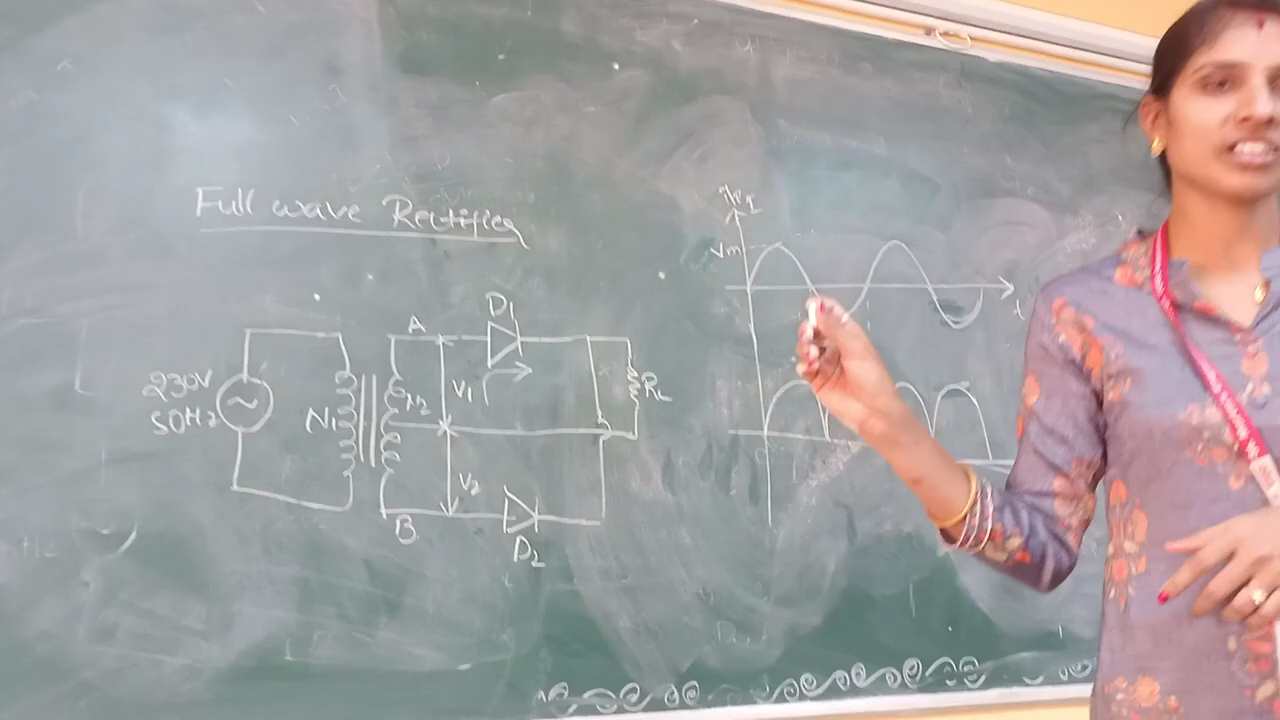 Full wave Rectifier
230V
50Hz
N1
N2
A
B
V1
V2
D1
D2
RL
Vm
t